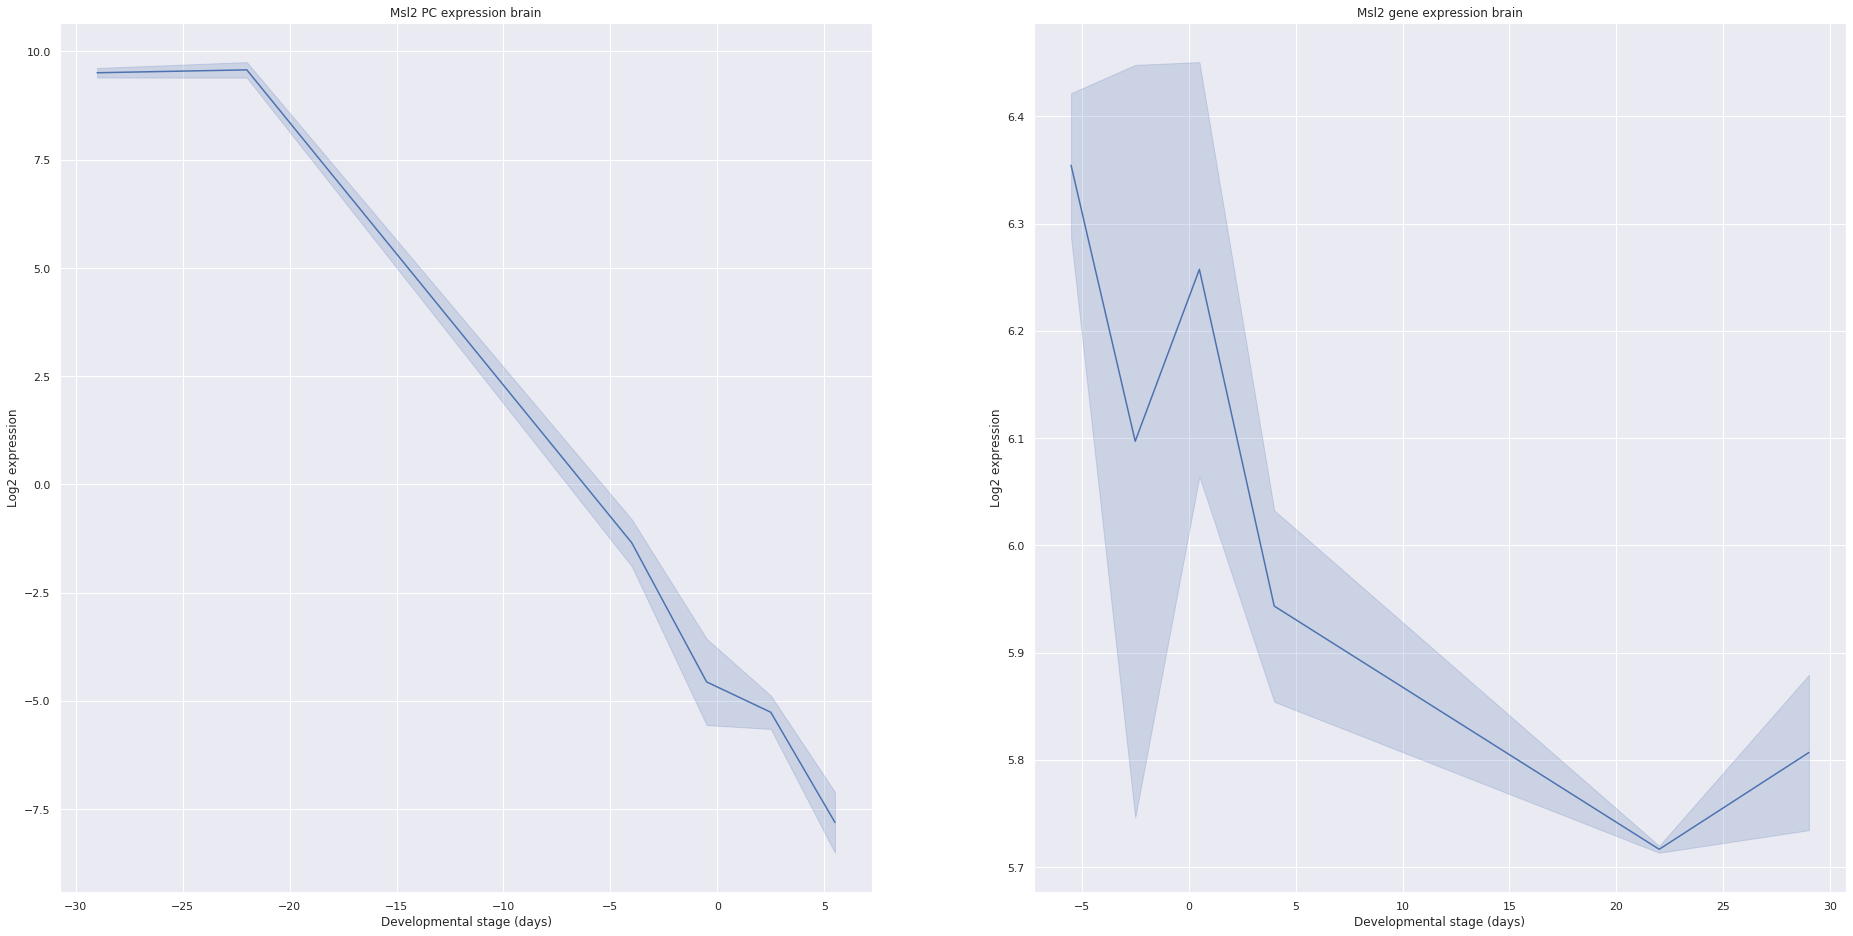 Msl2 PC expression brain
10.0
7.5
5.0
2.5
0.0
−2.5
−5.0
−7.5
Log2 expression
−30 −25 −20 −15 −10 −5 0 5
Developmental stage (days)
Msl2 gene expression brain
6.4
6.3
6.2
6.1
6.0
5.9
5.8
5.7
Log2 expression
−5 0 5 10 15 20 25 30
Developmental stage (days)